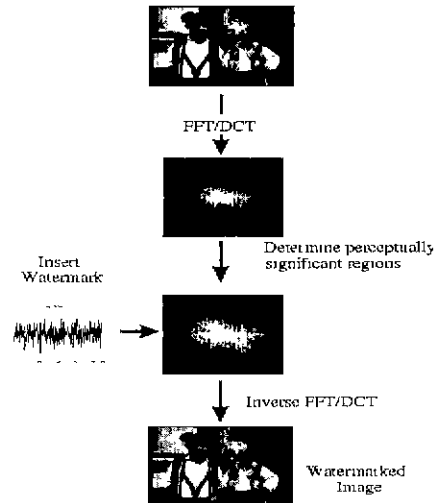 FFT/DCT
Determine perceptually
significant regions
Insert
Watermark
Inverse FFT/DCT
Watermarked
Image